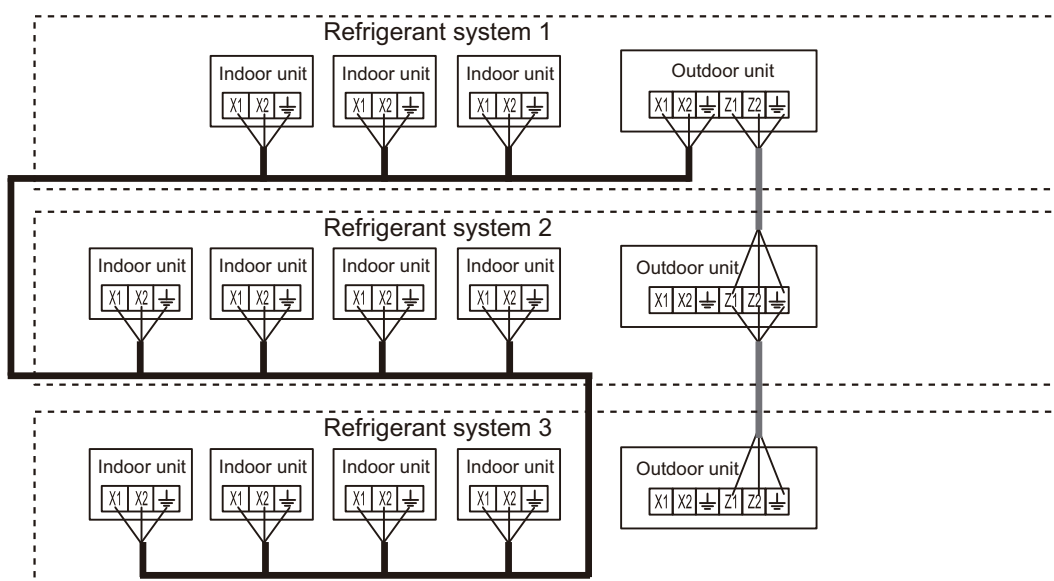 Refrigerant system 1
Indoor unit Indoor unit Indoor unit Outdoor unit
X1 X2 X1 X2 X1 X2 X1 X2 Z1 Z2
Refrigerant system 2
Indoor unit Indoor unit Indoor unit Indoor unit Outdoor unit
X1 X2 X1 X2 X1 X2 X1 X2 X1 X2 Z1 Z2
Refrigerant system 3
Indoor unit Indoor unit Indoor unit Indoor unit Outdoor unit
X1 X2 X1 X2 X1 X2 X1 X2 X1 X2 Z1 Z2